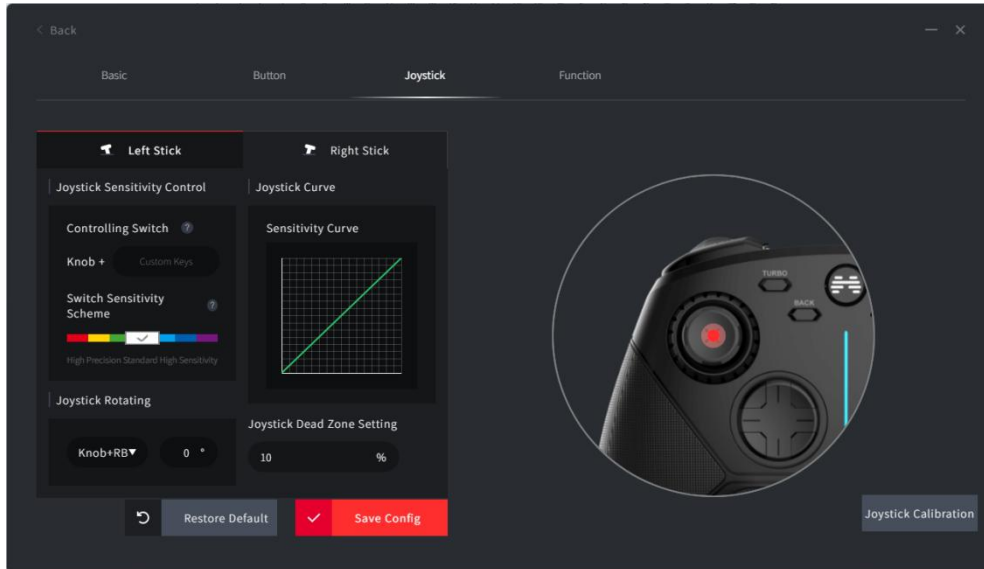 < Back
Basic
Button
Joystick
Function
Left Stick
Right Stick
Joystick Sensitivity Control
Controlling Switch ?
Knob + Custom Keys
Switch Sensitivity
Scheme ?
High Precision Standard High Sensitivity
Joystick Rotating
Knob+RB▼ 0 °
Joystick Curve
Sensitivity Curve
Joystick Dead Zone Setting
10 %
Restore Default
Save Config
TURBO
BACK
Joystick Calibration